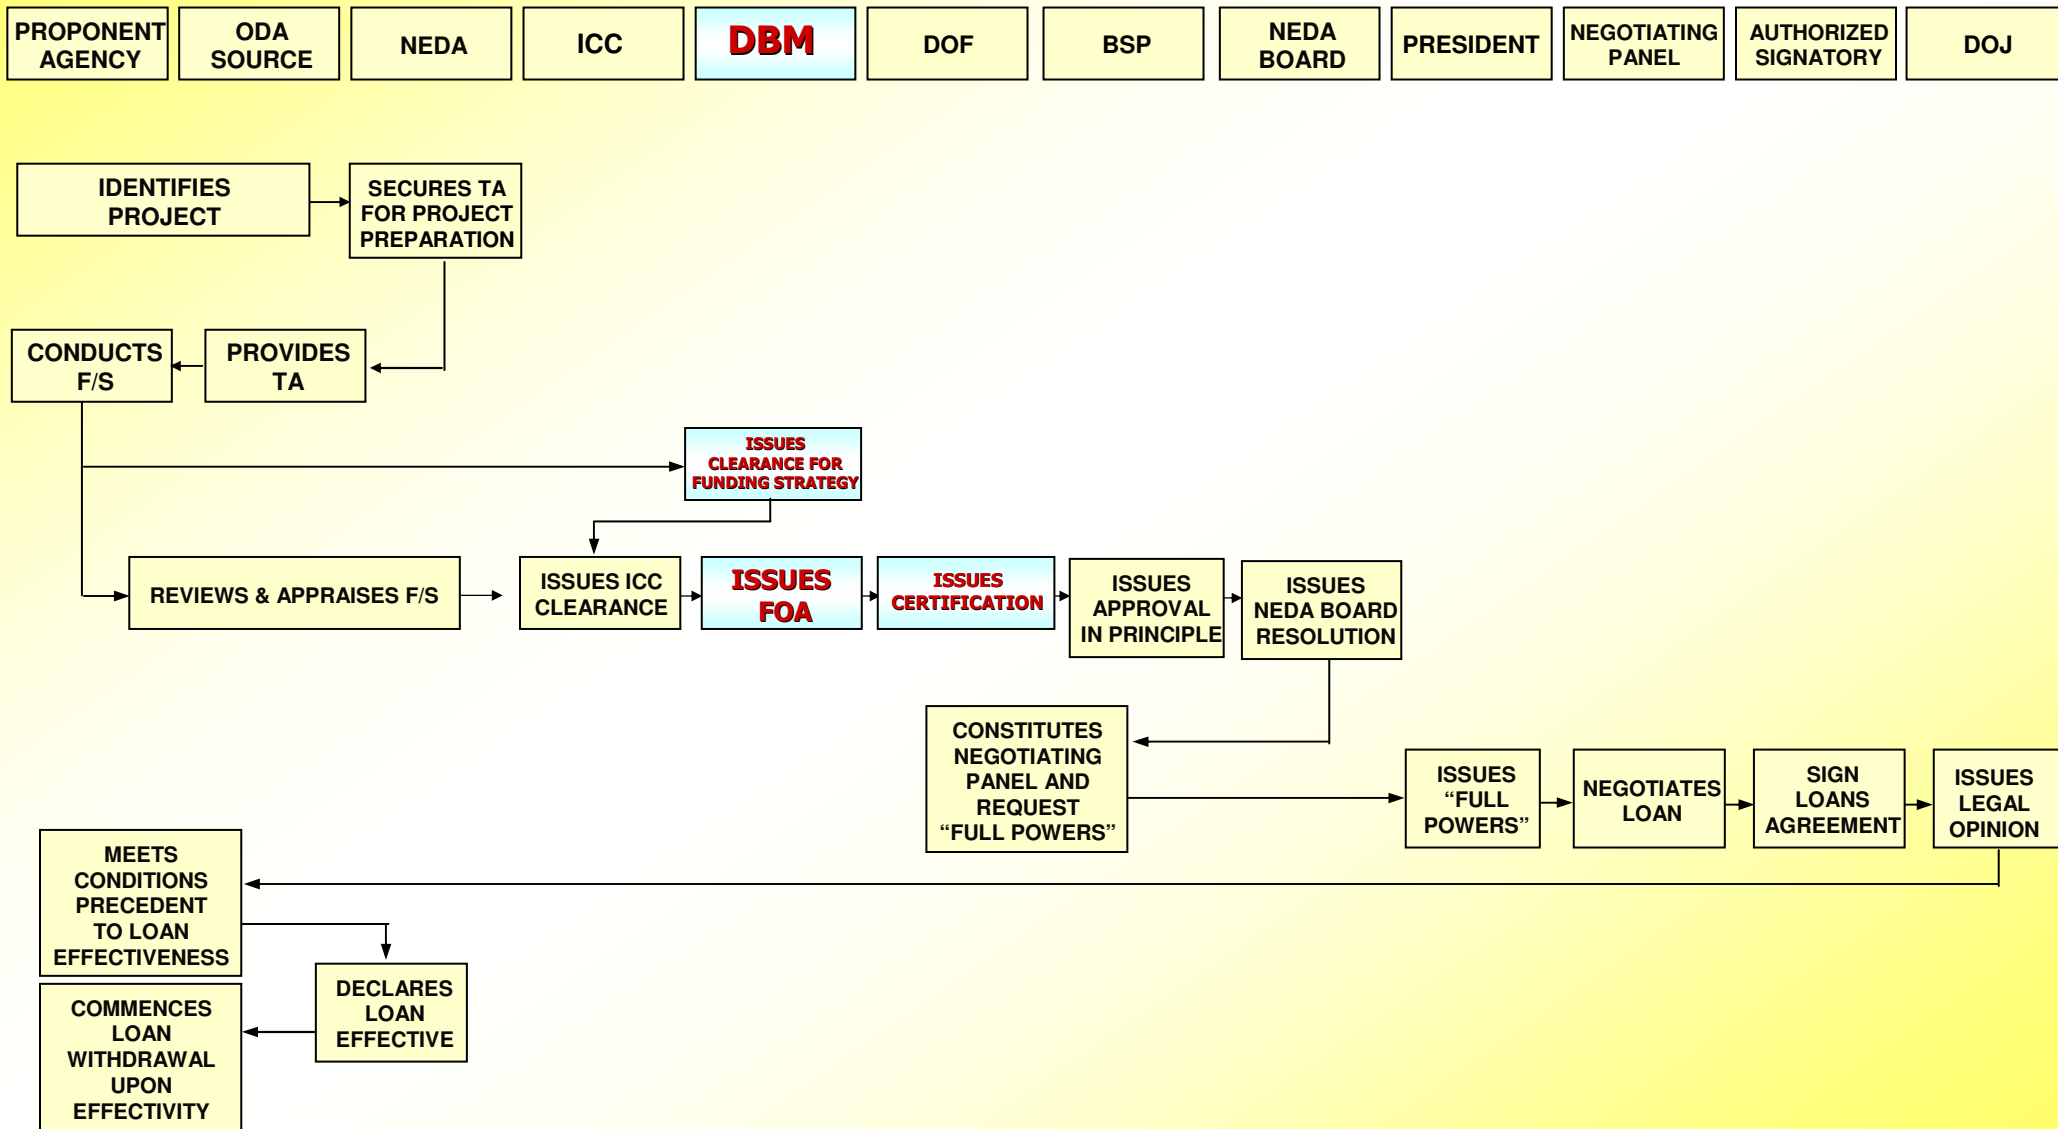 PROPONENT
AGENCY
ODA
SOURCE
NEDA
ICC
DBM
DOF
BSP
NEDA
BOARD
PRESIDENT
NEGOTIATING
PANEL
AUTHORIZED
SIGNATORY
DOJ
IDENTIFIES
PROJECT
SECURES TA
FOR PROJECT
PREPARATION
CONDUCTS
F/S
PROVIDES
TA
ISSUES
CLEARANCE FOR
FUNDING STRATEGY
REVIEWS & APPRAISES F/S
ISSUES ICC
CLEARANCE
ISSUES
FOA
ISSUES
CERTIFICATION
ISSUES
APPROVAL
IN PRINCIPLE
ISSUES
NEDA BOARD
RESOLUTION
CONSTITUTES
NEGOTIATING
PANEL AND
REQUEST
“FULL POWERS”
ISSUES
“FULL
POWERS”
NEGOTIATES
LOAN
SIGN
LOANS
AGREEMENT
ISSUES
LEGAL
OPINION
MEETS
CONDITIONS
PRECEDENT
TO LOAN
EFFECTIVENESS
DECLARES
LOAN
EFFECTIVE
COMMENCES
LOAN
WITHDRAWAL
UPON
EFFECTIVITY